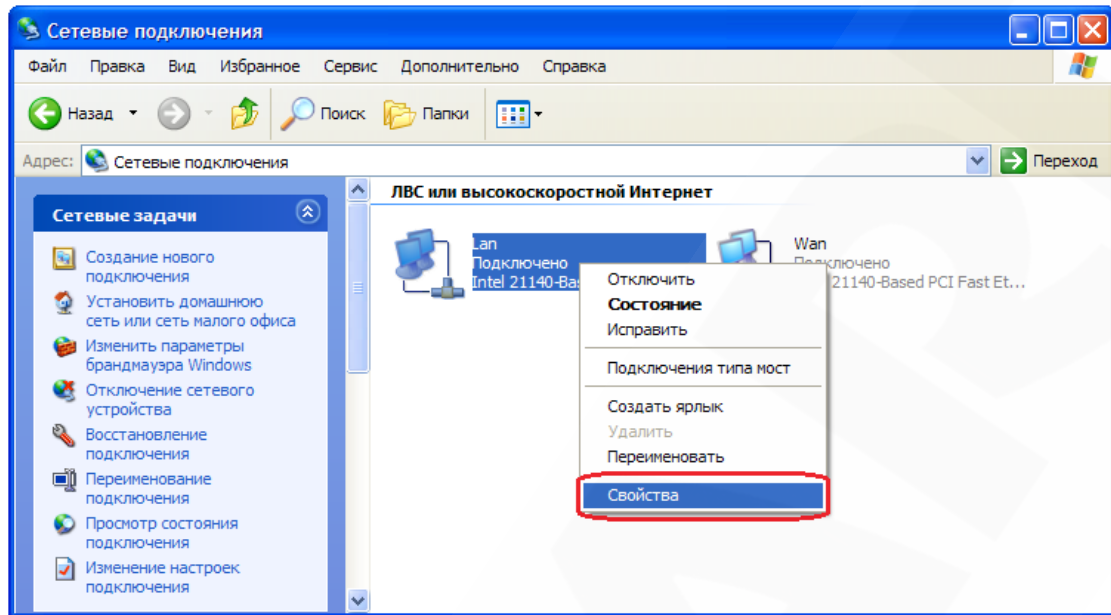 Сетевые подключения
Файл Правка Вид Избранное Сервис Дополнительно Справка
Назад Поиск Папки
Адрес: Сетевые подключения Переход
Сетевые задачи
Создание нового
подключения
Установить домашнюю
сеть или сеть малого офиса
Изменить параметры
брандмауэра Windows
Отключение сетевого
устройства
Восстановление
подключения
Переименование
подключения
Просмотр состояния
подключения
Изменение настроек
подключения
ЛВС или высокоскоростной Интернет
Lan
Подключено
Intel 21140-Bas
Wan
Подключено
21140-Based PCI Fast Et...
Отключить
Состояние
Исправить
Подключения типа мост
Создать ярлык
Удалить
Переименовать
Свойства